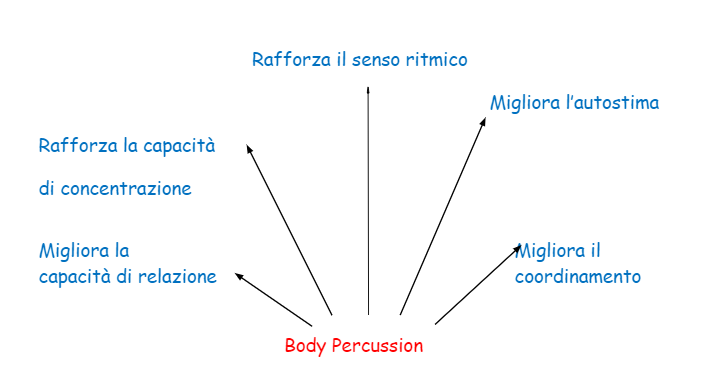 Rafforza il senso ritmico
Migliora l'autostima
Rafforza la capacità
di concentrazione
Migliora la
capacità di relazione
Migliora il
coordinamento
Body Percussion